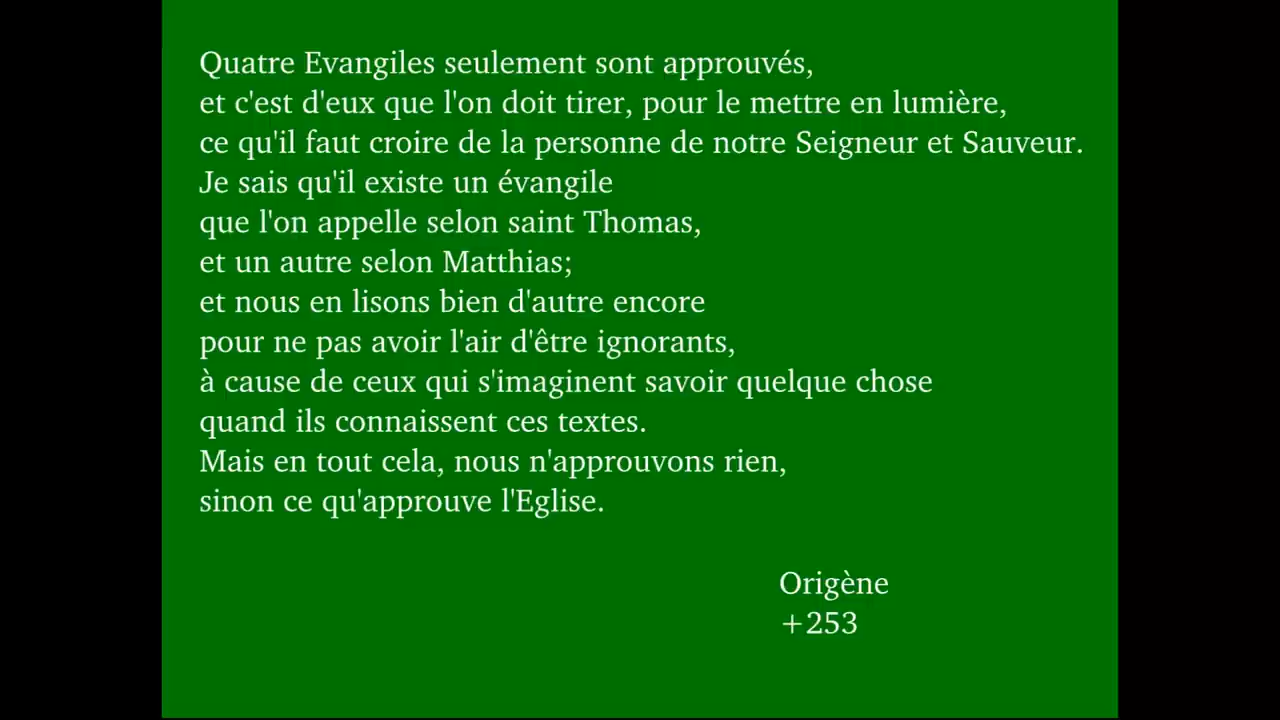 Quatre Evangiles seulement sont approuvés,
et c'est d'eux que l'on doit tirer, pour le mettre en lumière,
ce qu'il faut croire de la personne de notre Seigneur et Sauveur.
Je sais qu'il existe un évangile
que l'on appelle selon saint Thomas,
et un autre selon Matthias;
et nous en lisons bien d'autre encore
pour ne pas avoir l'air d'être ignorants,
à cause de ceux qui s'imaginent savoir quelque chose
quand ils connaissent ces textes.
Mais en tout cela, nous n'approuvons rien,
sinon ce qu'approuve l'Eglise.
Origène
+253